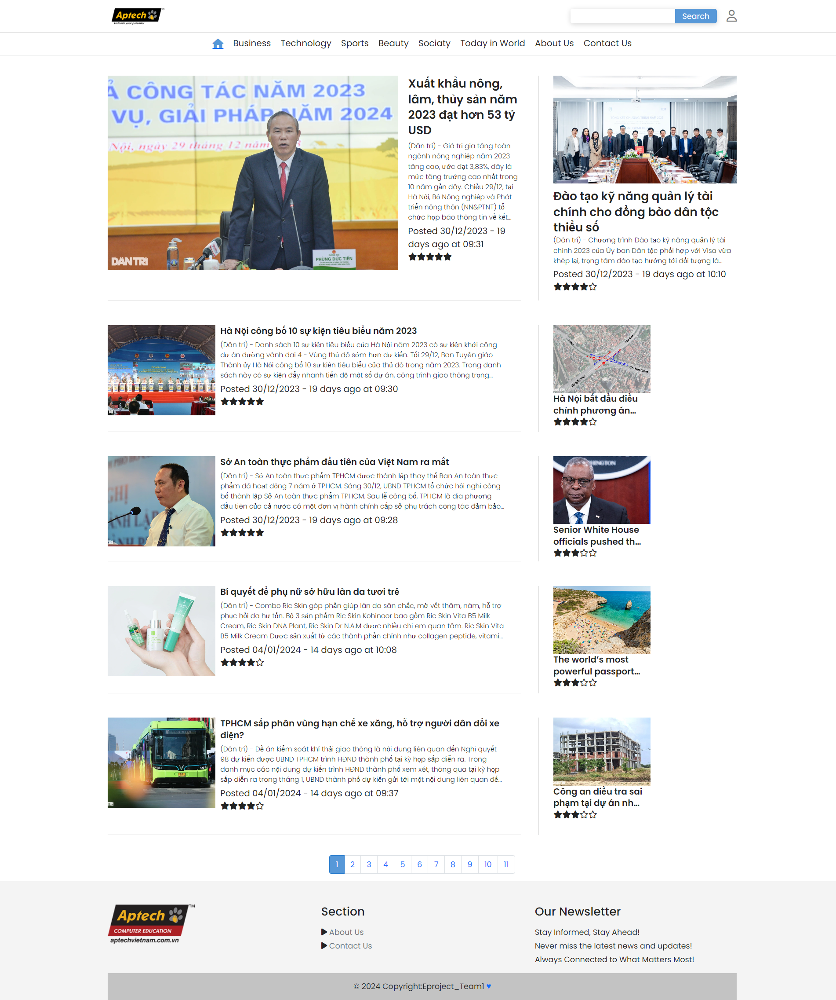 Aptech
Unleash your potential
Search
Business Technology Sports Beauty Sociaty Today in World About Us Contact Us
Ả CÔNG TÁC NĂM 2023
VỤ, GIẢI PHÁP NĂM 2024
Nội, ngày 29 tháng 12 năm
DÂN TRÍ
ĐỒNG CHÍ
PHÙNG ĐỨC TIẾN
Xuất khẩu nông,
lâm, thủy sản năm
2023 đạt hơn 53 tỷ
USD
(Dân trí) - Giá trị gia tăng toàn
ngành nông nghiệp năm 2023
tăng cao, ước đạt 3,83%, đây là
mức tăng trưởng cao nhất trong
10 năm gần đây. Chiều 29/12, tại
Hà Nội, Bộ Nông nghiệp và Phát
triển nông thôn (NN&PTNT) tổ
chức họp báo thông tin về kết...
Posted 30/12/2023 - 19
days ago at 09:31
TỔNG KẾT CHƯƠNG TRÌNH NĂM 2023
Đào tạo kỹ năng quản lý tài
chính cho đồng bào dân tộc
thiểu số
(Dân trí) - Chương trình Đào tạo kỹ năng quản lý tài
chính 2023 của Ủy ban Dân tộc phối hợp với Visa vừa
khép lại, trọng tâm đào tạo hướng tới đối tượng là...
Posted 30/12/2023 - 19 days ago at 10:10
Hà Nội công bố 10 sự kiện tiêu biểu năm 2023
(Dân trí) - Danh sách 10 sự kiện tiêu biểu của Hà Nội năm 2023 có sự kiện khởi công
dự án đường vành đai 4 - Vùng thủ đô sớm hơn dự kiến. Tối 29/12, Ban Tuyên giáo
Thành ủy Hà Nội công bố 10 sự kiện tiêu biểu của thủ đô trong năm 2023. Trong danh
sách này có sự kiện đẩy nhanh tiến độ một số dự án, công trình giao thông trọng...
Posted 30/12/2023 - 19 days ago at 09:30
Láng
Tây Sơn
Trường Chinh
Nguyễn Trãi
Hà Nội bắt đầu điều
chỉnh phương án...
Sở An toàn thực phẩm đầu tiên của Việt Nam ra mắt
(Dân trí) - Sở An toàn thực phẩm TPHCM được thành lập thay thế Ban An toàn thực
phẩm đã hoạt động 7 năm ở TPHCM. Sáng 30/12, UBND TPHCM tổ chức hội nghị công
bố thành lập Sở An toàn thực phẩm TPHCM. Sau lễ công bố, TPHCM là địa phương
đầu tiên của cả nước có một đơn vị hành chính cấp sở phụ trách công tác đảm bảo...
Posted 30/12/2023 - 19 days ago at 09:28
Senior White House
officials pushed th...
Bí quyết để phụ nữ sở hữu làn da tươi trẻ
(Dân trí) - Combo Ric Skin góp phần giúp làn da săn chắc, mờ vết thâm, nám, hỗ trợ
phục hồi da hư tổn. Bộ 3 sản phẩm Ric Skin Kohinoor bao gồm Ric Skin Vita B5 Milk
Cream, Ric Skin DNA Plant, Ric Skin Dr N.A.M được nhiều chị em quan tâm. Ric Skin Vita
B5 Milk Cream Được sản xuất từ các thành phần chính như collagen peptide, vitami...
Posted 04/01/2024 - 14 days ago at 10:08
The world's most
powerful passport...
TPHCM sắp phân vùng hạn chế xe xăng, hỗ trợ người dân đổi xe
điện?
(Dân trí) - Đề án kiểm soát khí thải giao thông là nội dung liên quan đến Nghị quyết
98 dự kiến được UBND TPHCM trình HĐND thành phố tại kỳ họp sắp diễn ra. Trong
danh mục các nội dung dự kiến trình HĐND thành phố xem xét, thông qua tại kỳ họp
sắp diễn ra trong tháng 1, UBND thành phố dự kiến gửi tới một nội dung liên quan đế...
Posted 04/01/2024 - 14 days ago at 09:37
Công an điều tra sai
phạm tại dự án nh...
1 2 3 4 5 6 7 8 9 10 11
Aptech TM
COMPUTER EDUCATION
aptechvietnam.com.vn
Section
About Us
Contact Us
Our Newsletter
Stay Informed, Stay Ahead!
Never miss the latest news and updates!
Always Connected to What Matters Most!
© 2024 Copyright:Eproject_Team1 ♥